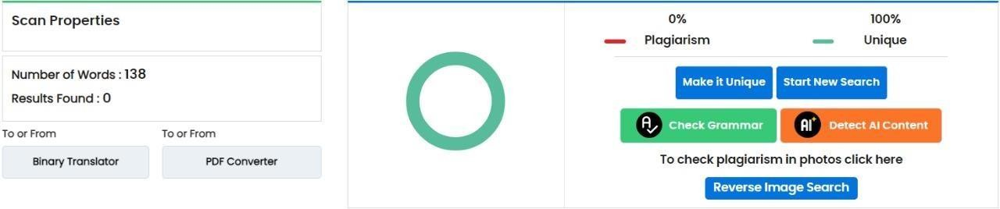 Scan Properties
Number of Words : 138
Results Found : 0
To or From
To or From
Binary Translator
PDF Converter
0%
100%
Plagiarism
Unique
Make it Unique
Start New Search
Check Grammar
AI Detect AI Content
To check plagiarism in photos click here
Reverse Image Search